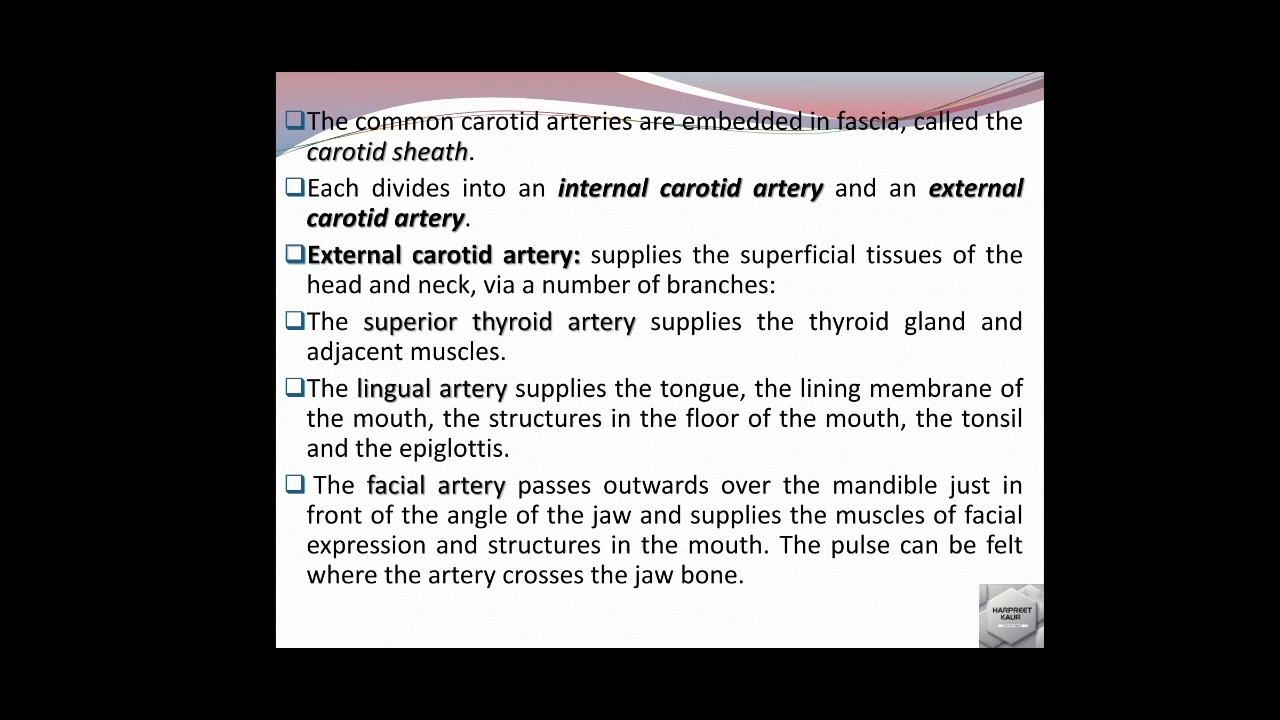 ❑The common carotid arteries are embedded in fascia, called the
carotid sheath.
❑Each divides into an internal carotid artery and an external
carotid artery.
❑External carotid artery: supplies the superficial tissues of the
head and neck, via a number of branches:
❑The superior thyroid artery supplies the thyroid gland and
adjacent muscles.
❑The lingual artery supplies the tongue, the lining membrane of
the mouth, the structures in the floor of the mouth, the tonsil
and the epiglottis.
❑ The facial artery passes outwards over the mandible just in
front of the angle of the jaw and supplies the muscles of facial
expression and structures in the mouth. The pulse can be felt
where the artery crosses the jaw bone.
HARPREET
KAUR